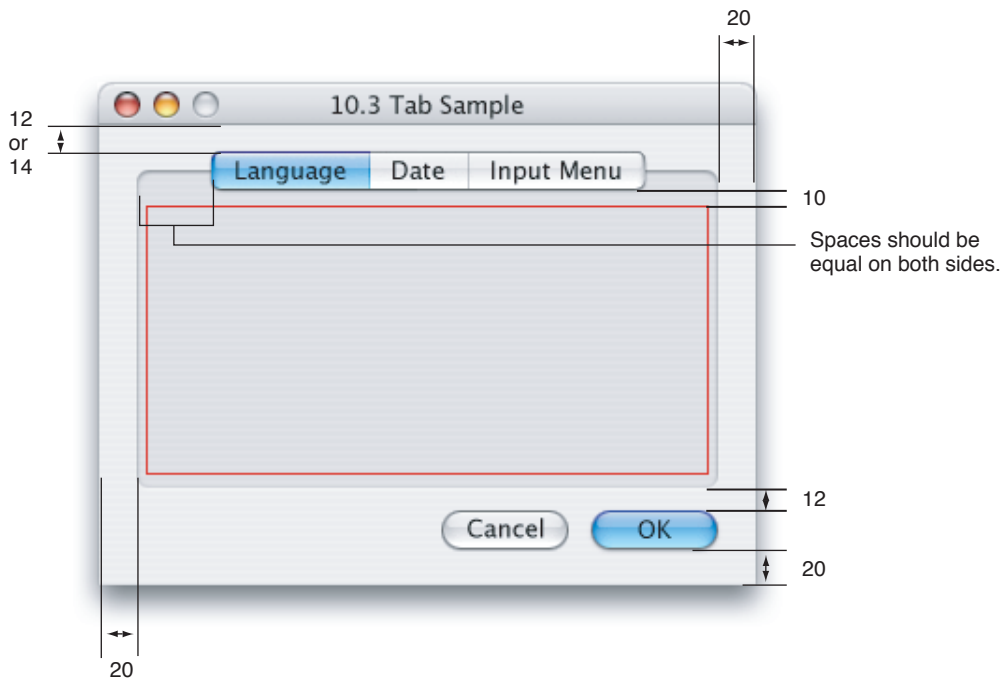 20
10.3 Tab Sample
12
or
14
Language Date Input Menu
10
Spaces should be
equal on both sides.
12
Cancel OK
20
20